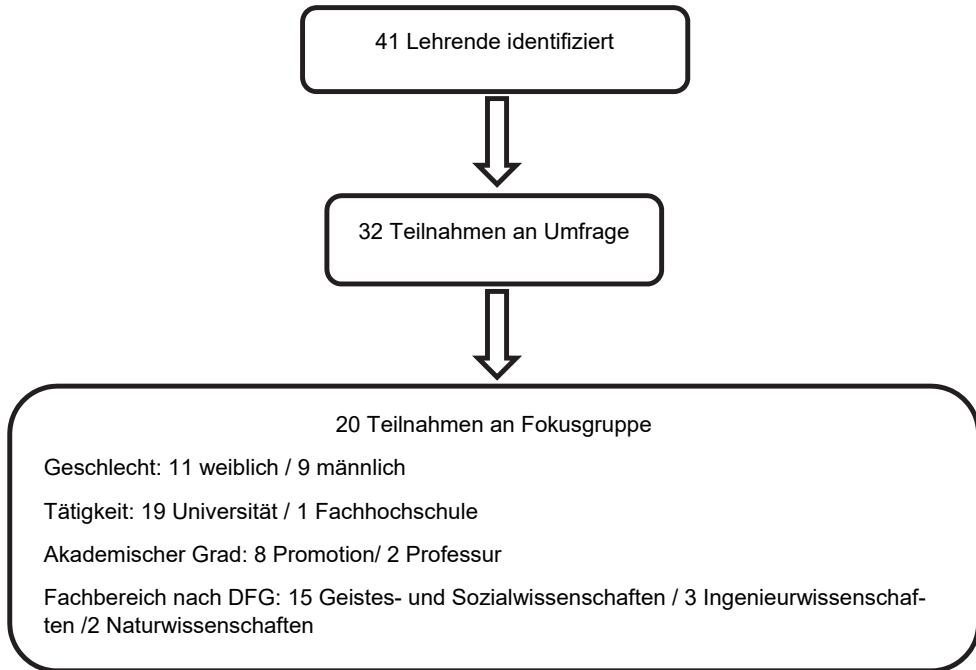 41 Lehrende identifiziert
32 Teilnahmen an Umfrage
20 Teilnahmen an Fokusgruppe
Geschlecht: 11 weiblich / 9 männlich
Tätigkeit: 19 Universität / 1 Fachhochschule
Akademischer Grad: 8 Promotion/ 2 Professur
Fachbereich nach DFG: 15 Geistes- und Sozialwissenschaften / 3 Ingenieurwissenschaf-
ten /2 Naturwissenschaften